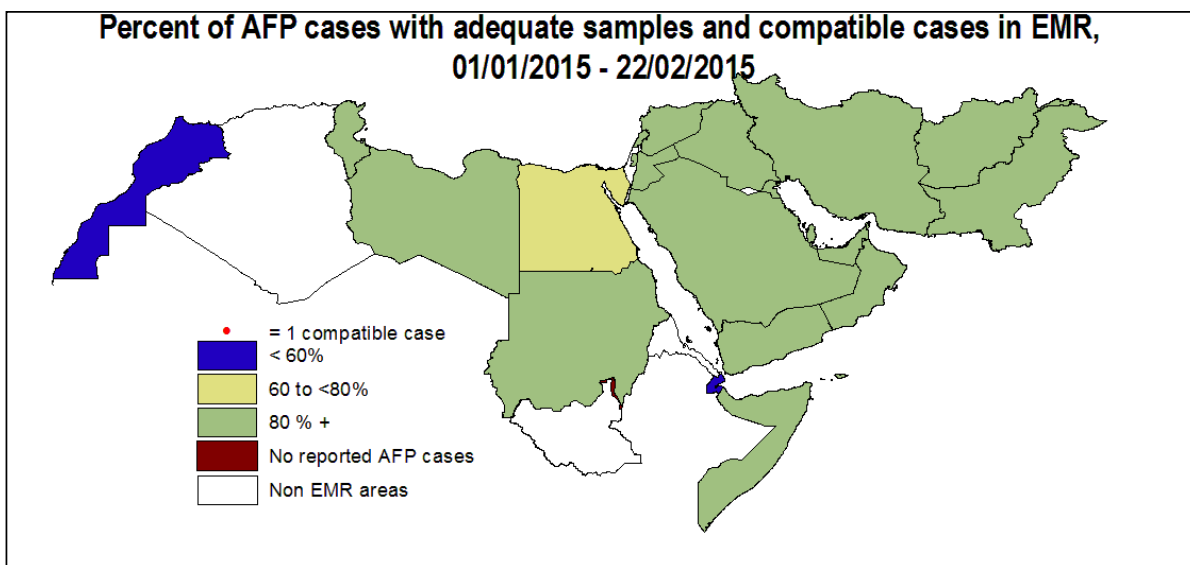 Percent of AFP cases with adequate samples and compatible cases in EMR,
01/01/2015 - 22/02/2015
= 1 compatible case
< 60%
60 to <80%
80 % +
No reported AFP cases
Non EMR areas